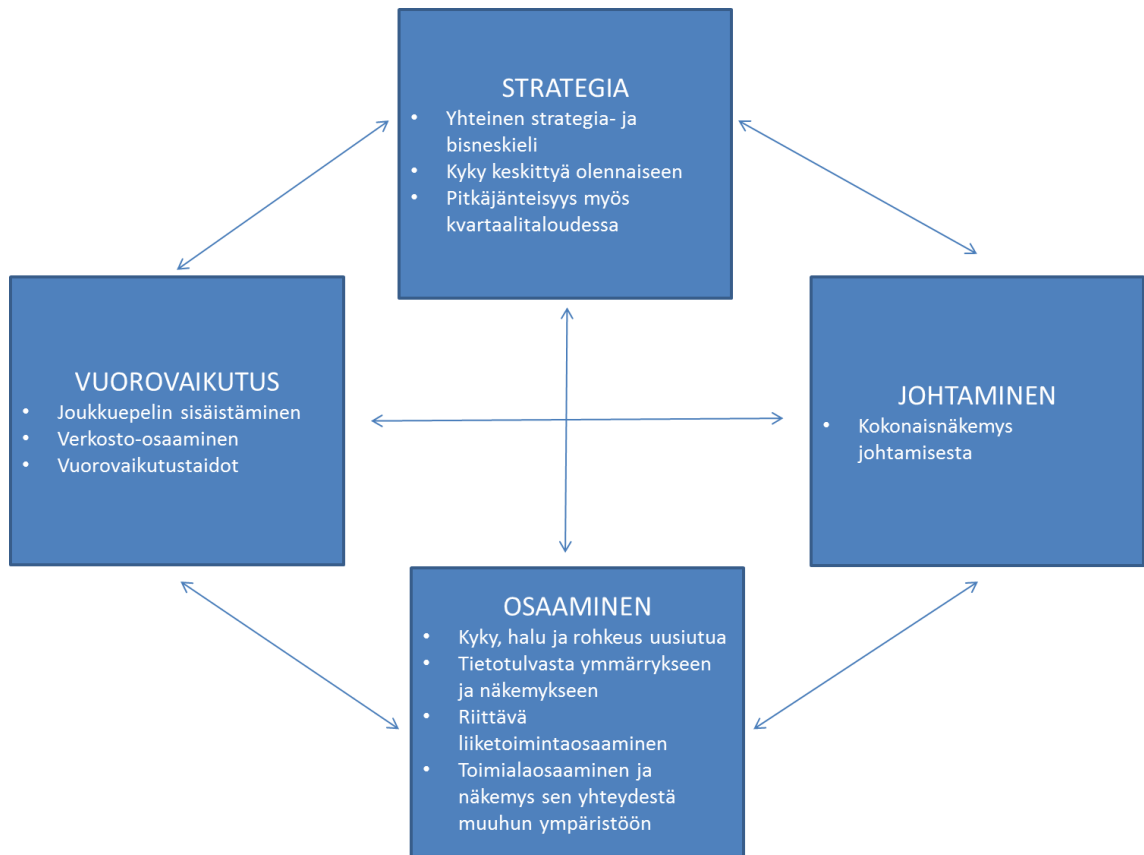 STRATEGIA
• Yhteinen strategia- ja
bisneskieli
• Kyky keskittyä olennaiseen
• Pitkäjänteisyys myös
kvartaalitaloudessa
VUOROVAIKUTUS
• Joukkuepelin sisäistäminen
• Verkosto-osaaminen
• Vuorovaikutustaidot
JOHTAMINEN
• Kokonaisnäkemys
johtamisesta
OSAAMINEN
• Kyky, halu ja rohkeus uusiutua
• Tietotulvasta ymmärrykseen
ja näkemykseen
• Riittävä
liiketoimintaosaaminen
• Toimialaosaaminen ja
näkemys sen yhteydestä
muuhun ympäristöön